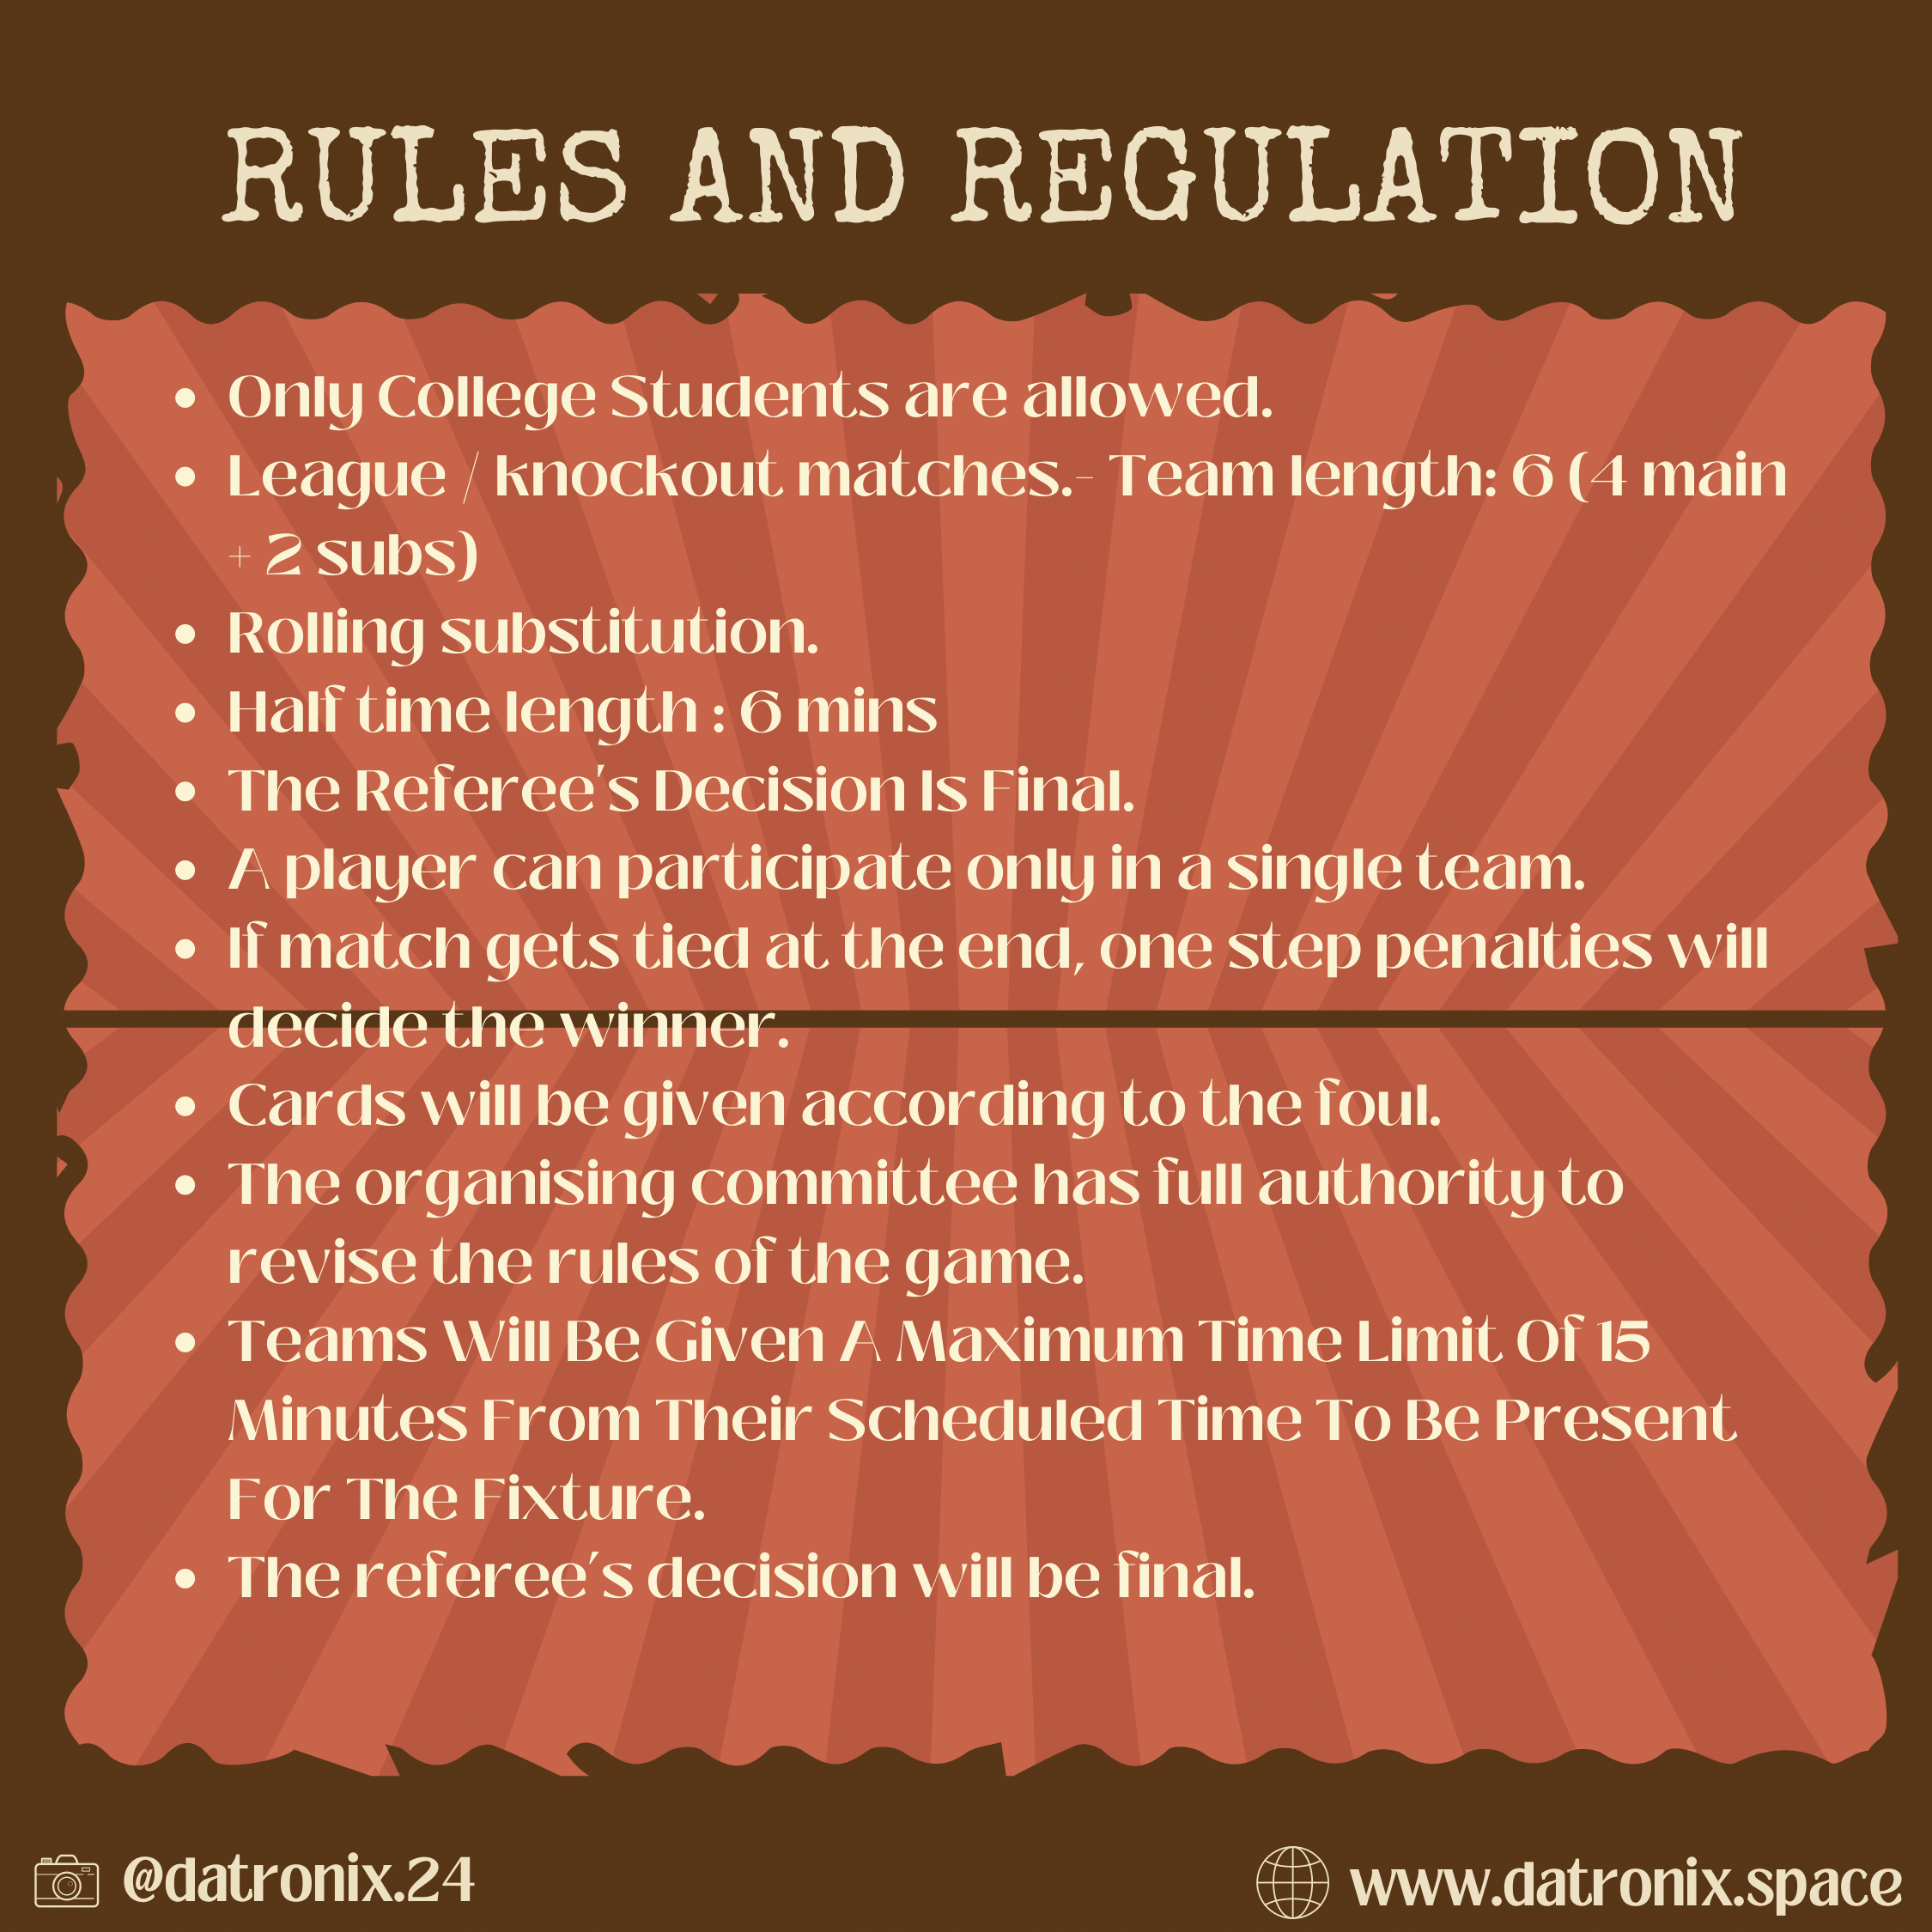 RULES AND REGULATION
• Only College Students are allowed.
• League / knockout matches.- Team length: 6 (4 main
+ 2 subs)
• Rolling substitution.
• Half time length : 6 mins
• The Referee's Decision Is Final.
• A player can participate only in a single team.
• If match gets tied at the end, one step penalties will
decide the winner.
• Cards will be given according to the foul.
• The organising committee has full authority to
revise the rules of the game.
• Teams Will Be Given A Maximum Time Limit Of 15
Minutes From Their Scheduled Time To Be Present
For The Fixture.
• The referee's decision will be final.
@datronix.24
www.datronix.space